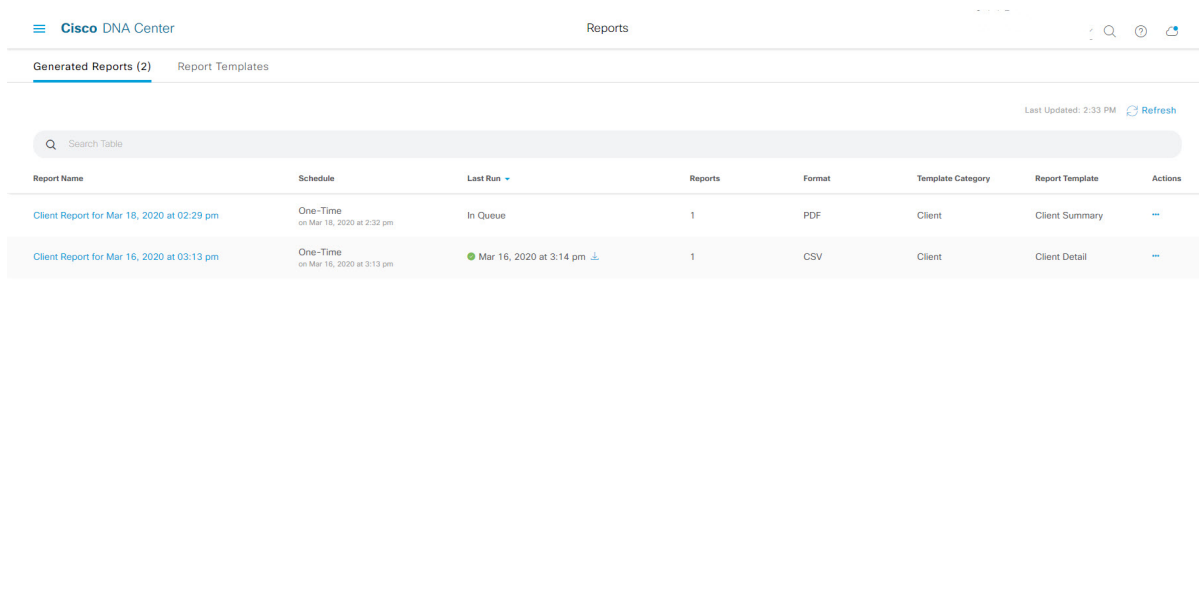 Cisco DNA Center Reports
Generated Reports (2) Report Templates
Last Updated: 2:33 PM Refresh
Search Table
Report Name Schedule Last Run Reports Format Template Category Report Template Actions
Client Report for Mar 18, 2020 at 02:29 pm One-Time In Queue 1 PDF Client Client Summary
on Mar 18, 2020 at 2:32 pm
Client Report for Mar 16, 2020 at 03:13 pm One-Time Mar 16, 2020 at 3:14 pm 1 CSV Client Client Detail
on Mar 16, 2020 at 3:13 pm